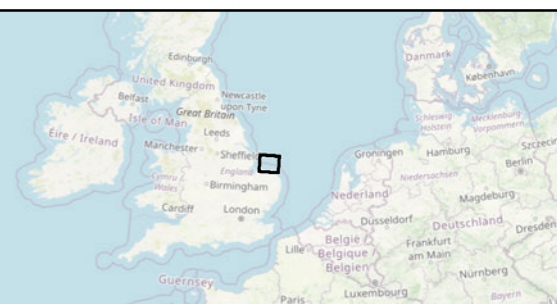 Edinburgh
Danmark
København
United Kingdom
Belfast
Newcastle
upon Tyne
Great Britain
Isle of Man
Schleswig-
Holstein
Mecklenburg-
Vorpommern
Leeds
Éire / Ireland
Manchester
Sheffield
Groningen
Hamburg
Szczecin
Berlin
England
Cymru /
Wales
Birmingham
Niedersachsen
Nederland
Magdeburg
Cardiff
London
Düsseldorf
Deutschland
Dresden
Lille
België /
Belgique /
Belgien
Frankfurt
am Main
Guernsey
Nürnberg
Paris
Luxembourg
Bayern